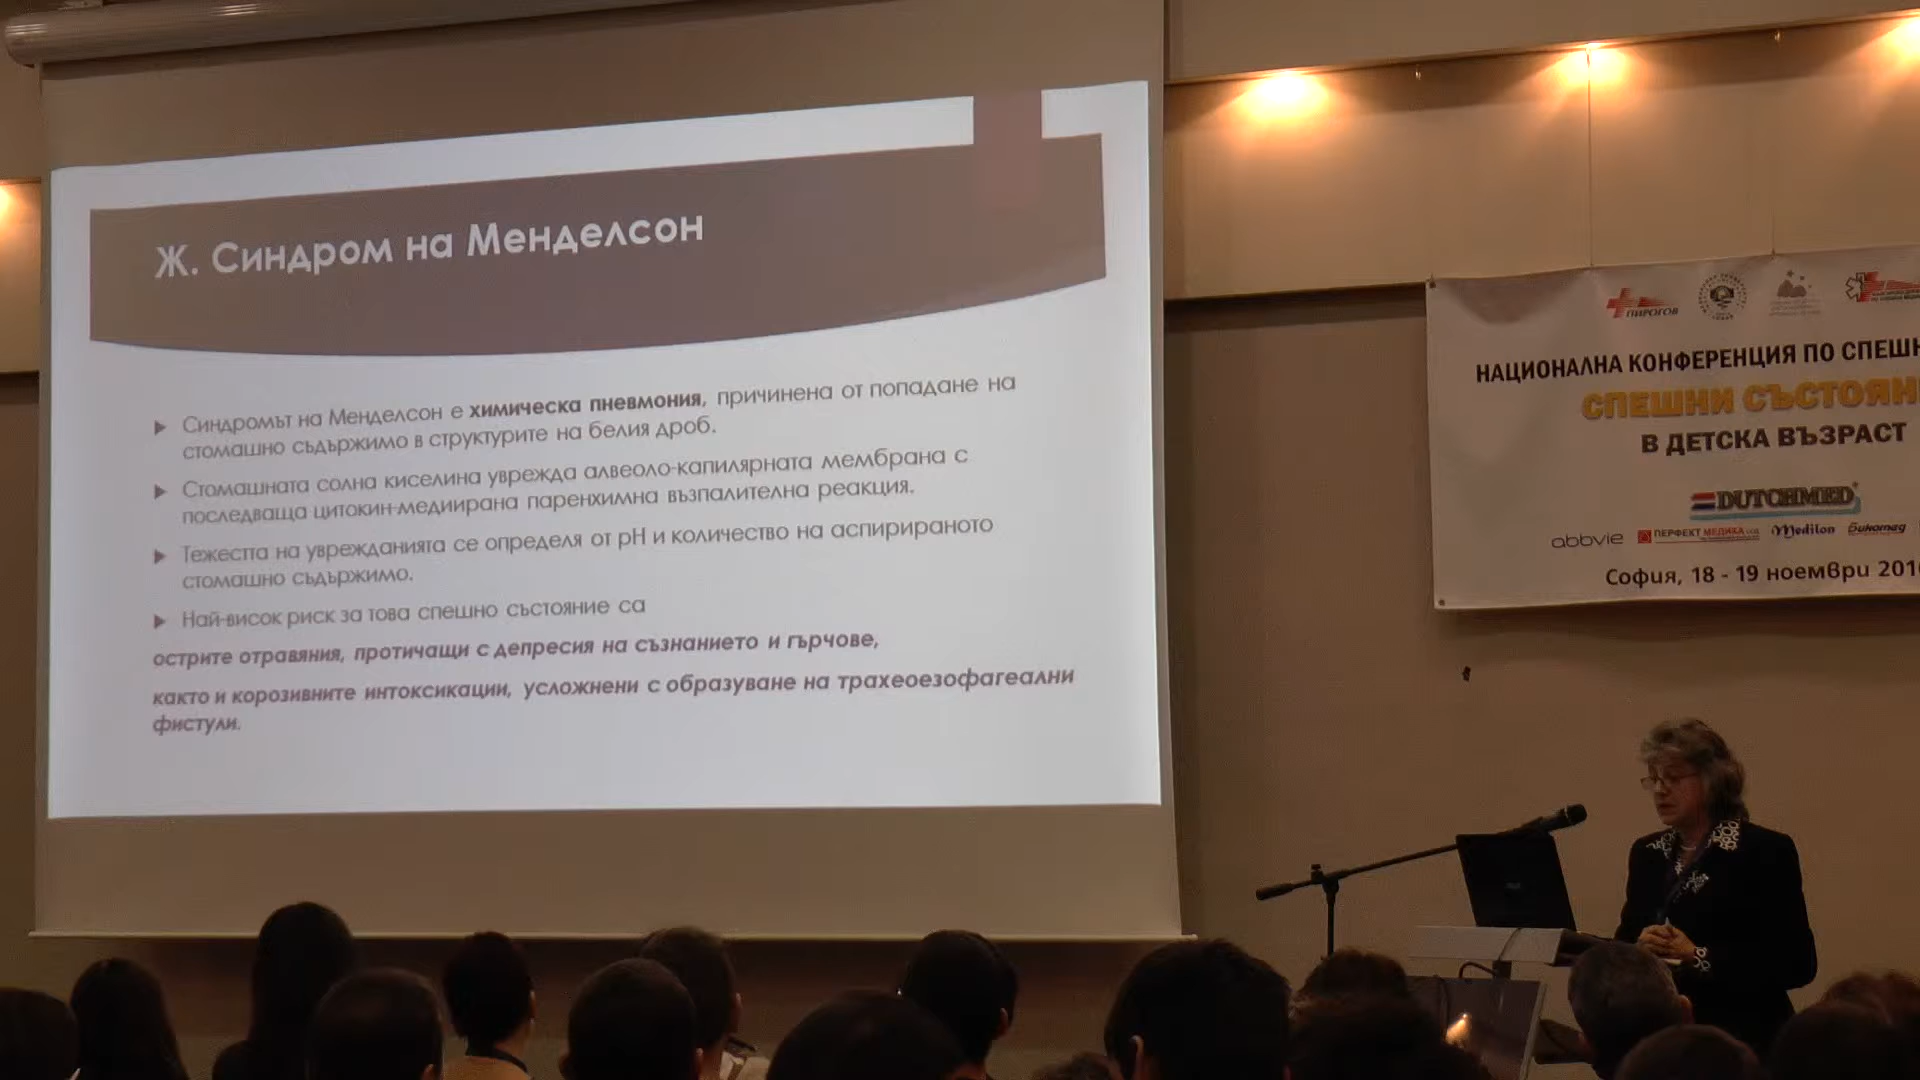 Ж. Синдром на Менделсон
Синдромът на Менделсон е химическа пневмония, причинена от попадане на
стомашно съдържимо в структурите на белия дроб.
Стомашната солна киселина уврежда алвеоло-капилярната мембрана с
последваща цитокин-медиирана паренхимна възпалителна реакция.
Тежестта на уврежданията се определя от pH и количество на аспирираното
стомашно съдържимо.
Най-висок риск за това спешно състояние са
острите отравяния, протичащи с депресия на съзнанието и гърчове,
както и корозивните интоксикации, усложнени с образуване на трахеоезофагеални
фистули.
ПИРОГОВ
НАЦИОНАЛНА КОНФЕРЕНЦИЯ ПО СПЕШН
СПЕШНИ СЪСТОЯН
В ДЕТСКА ВЪЗРАСТ
DUTCHMED
abbvie ПЕРФЕКТ МЕДИКА Medilon Бикомед
София, 18 - 19 ноември 201